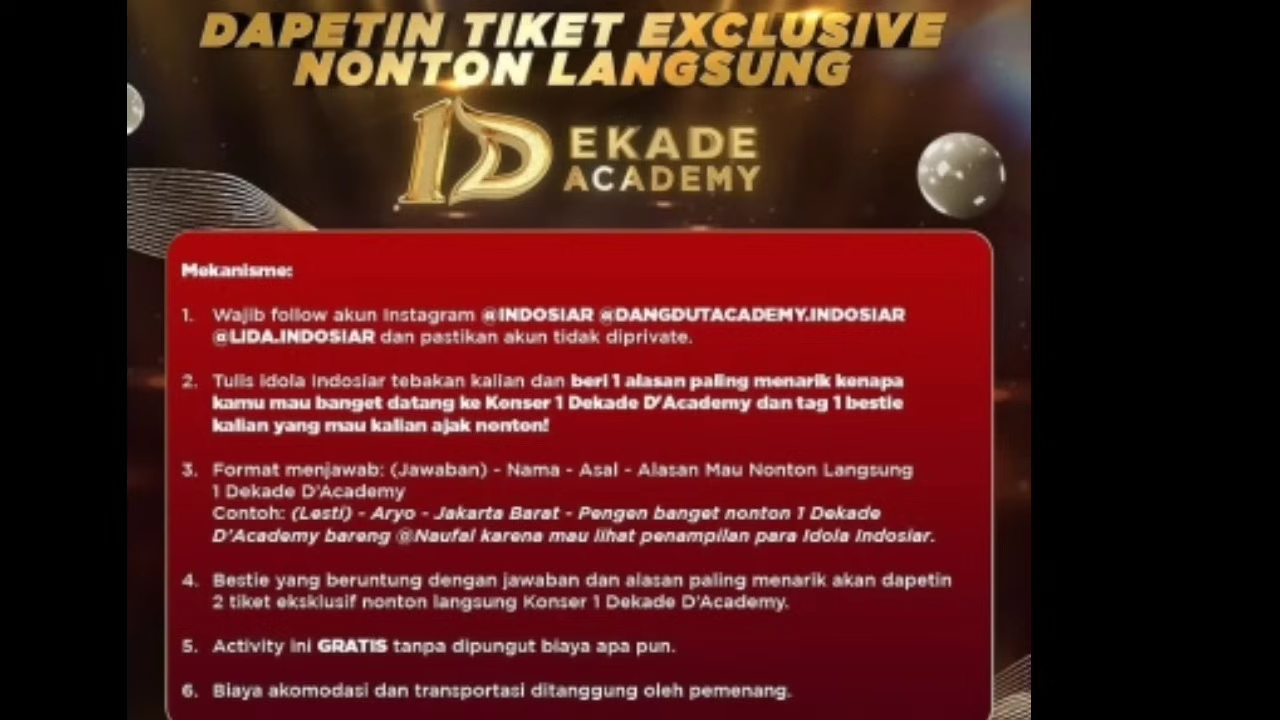 DAPETIN TIKET EXCLUSIVE
NONTON LANGSUNG
1DEKADE
ACADEMY
Mekanisme:
1. Wajib follow akun Instagram @INDOSIAR @DANGDUTACADEMY.INDOSIAR
@LIDA.INDOSIAR dan pastikan akun tidak diprivate.
2. Tulis idola Indosiar tebakan kalian dan beri 1 alasan paling menarik kenapa
kamu mau banget datang ke Konser 1 Dekade D'Academy dan tag 1 bestie
kalian yang mau kalian ajak nonton!
3. Format menjawab: (Jawaban) - Nama - Asal - Alasan Mau Nonton Langsung
1 Dekade D'Academy
Contoh: (Lesti) - Aryo - Jakarta Barat - Pengen banget nonton 1 Dekade
D'Academy bareng @Naufal karena mau lihat penampilan para Idola Indosiar.
4. Bestie yang beruntung dengan jawaban dan alasan paling menarik akan dapetin
2 tiket eksklusif nonton langsung Konser 1 Dekade D'Academy.
5. Activity ini GRATIS tanpa dipungut biaya apa pun.
6. Biaya akomodasi dan transportasi ditanggung oleh pemenang.